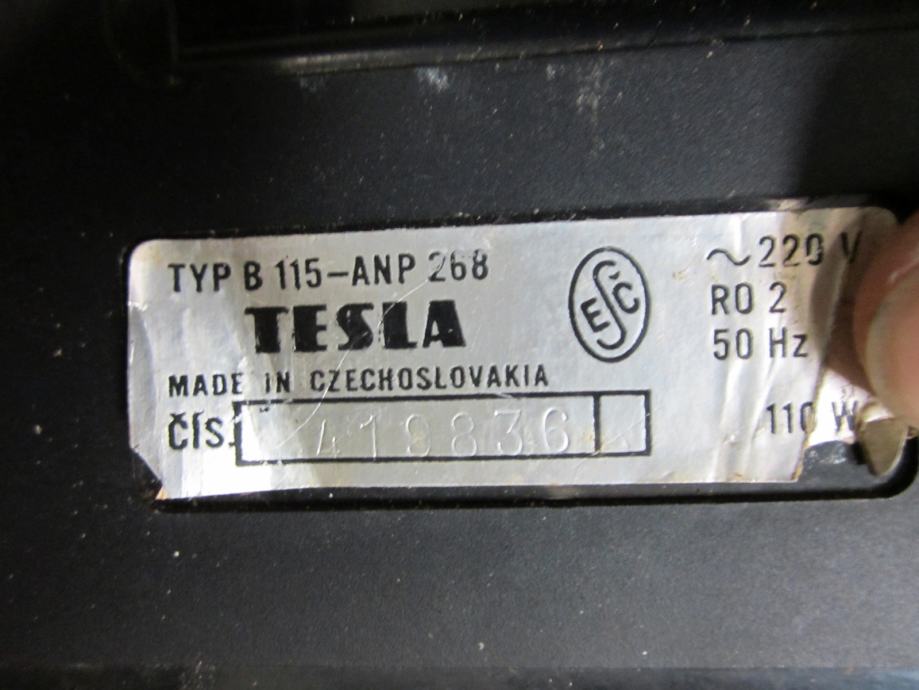 TYP B 115-ANP 268
TESLA
MADE IN CZECHOSLOVAKIA
ČÍS. 419836
ESČ
~220 V
RO 2
50 Hz
110 W